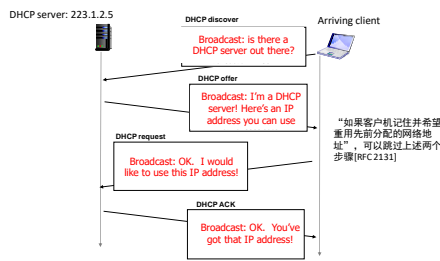 DHCP server: 223.1.2.5
DHCP discover
Arriving client
Broadcast: is there a
DHCP server out there?
DHCP offer
Broadcast: I'm a DHCP
server! Here's an IP
address you can use
“如果客户机记住并希望
重用先前分配的网络地
址”，可以跳过上述两个
步骤[RFC 2131]
DHCP request
Broadcast: OK. I would
like to use this IP address!
DHCP ACK
Broadcast: OK. You've
got that IP address!